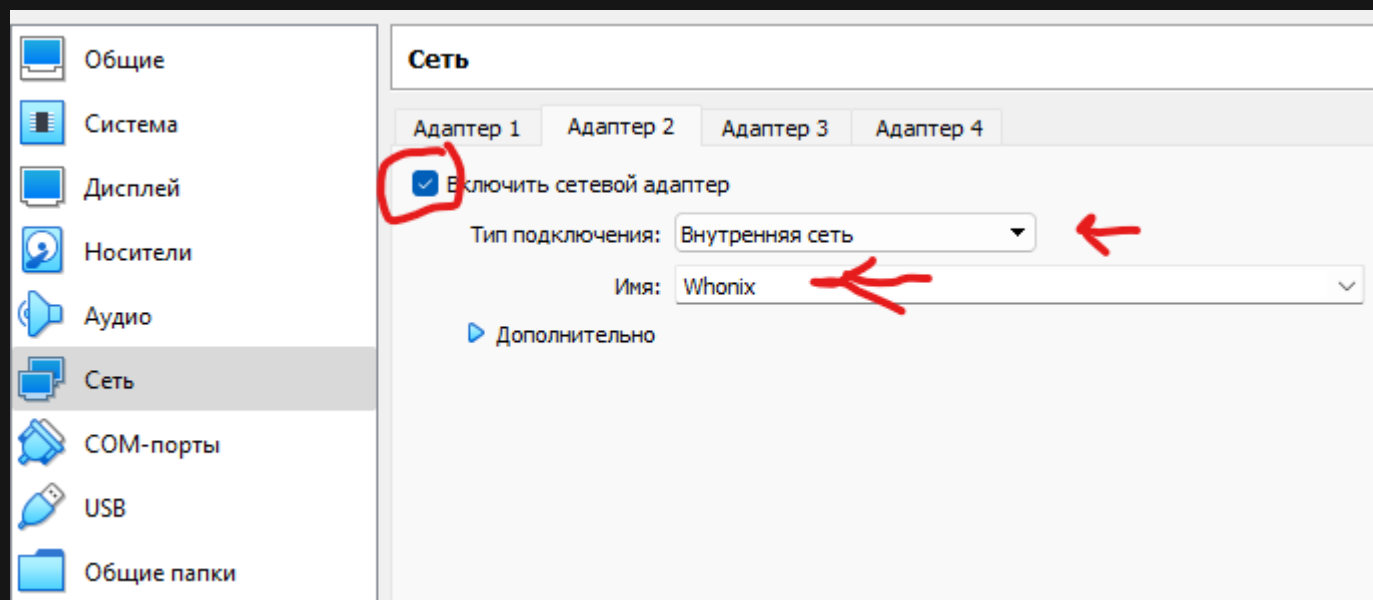 Общие
Система
Дисплей
Носители
Аудио
Сеть
COM-порты
USB
Общие папки
Сеть
Адаптер 1 Адаптер 2 Адаптер 3 Адаптер 4
Включить сетевой адаптер
Тип подключения: Внутренняя сеть
Имя: Whonix
Дополнительно